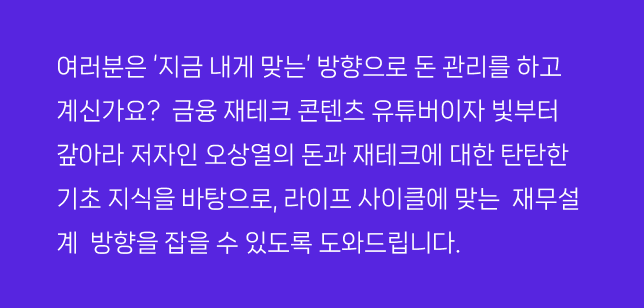 여러분은 ‘지금 내게 맞는’ 방향으로 돈 관리를 하고
계신가요? 금융 재테크 콘텐츠 유튜버이자 빛부터
갚아라 저자인 오상열의 돈과 재테크에 대한 탄탄한
기초 지식을 바탕으로, 라이프 사이클에 맞는 재무설
계 방향을 잡을 수 있도록 도와드립니다.